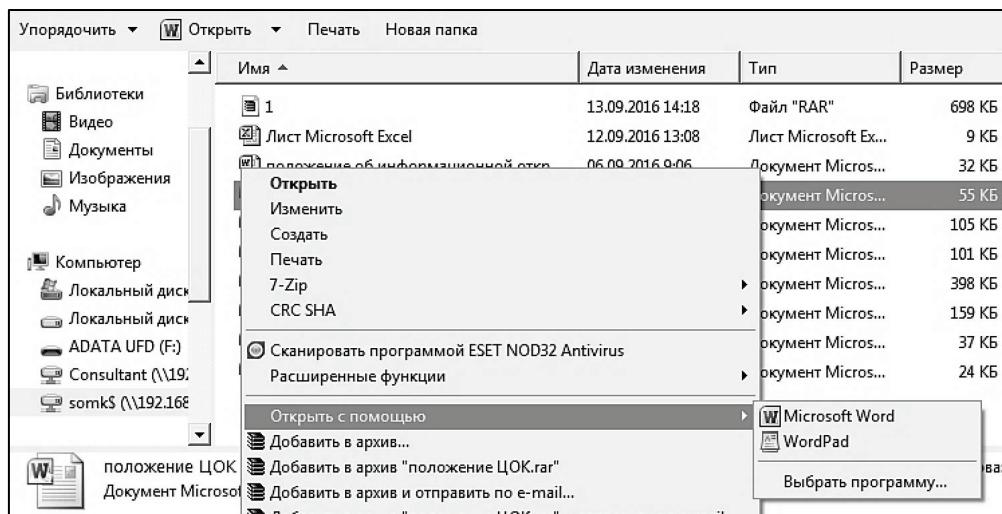 Упорядочить Открыть Печать Новая папка
Имя Дата изменения Тип Размер
Библиотеки
Видео
Документы
Изображения
Музыка
Компьютер
Локальный диск
Локальный диск
ADATA UFD (F:)
Consultant (\\192
somk$ (\\192.168
1 13.09.2016 14:18 Файл "RAR" 698 КБ
Лист Microsoft Excel 12.09.2016 13:08 Лист Microsoft Ex... 9 КБ
положение об информационной откр 06.09.2016 9:06 Документ Micros... 32 КБ
окумент Micros... 55 КБ
окумент Micros... 105 КБ
окумент Micros... 101 КБ
окумент Micros... 398 КБ
окумент Micros... 159 КБ
окумент Micros... 37 КБ
окумент Micros... 24 КБ
Открыть
Изменить
Создать
Печать
7-Zip
CRC SHA
Сканировать программой ESET NOD32 Antivirus
Расширенные функции
Открыть с помощью
Добавить в архив...
Добавить в архив "положение ЦОК.rar"
Добавить в архив и отправить по e-mail...
Microsoft Word
WordPad
Выбрать программу...
положение ЦОК
Документ Microsof